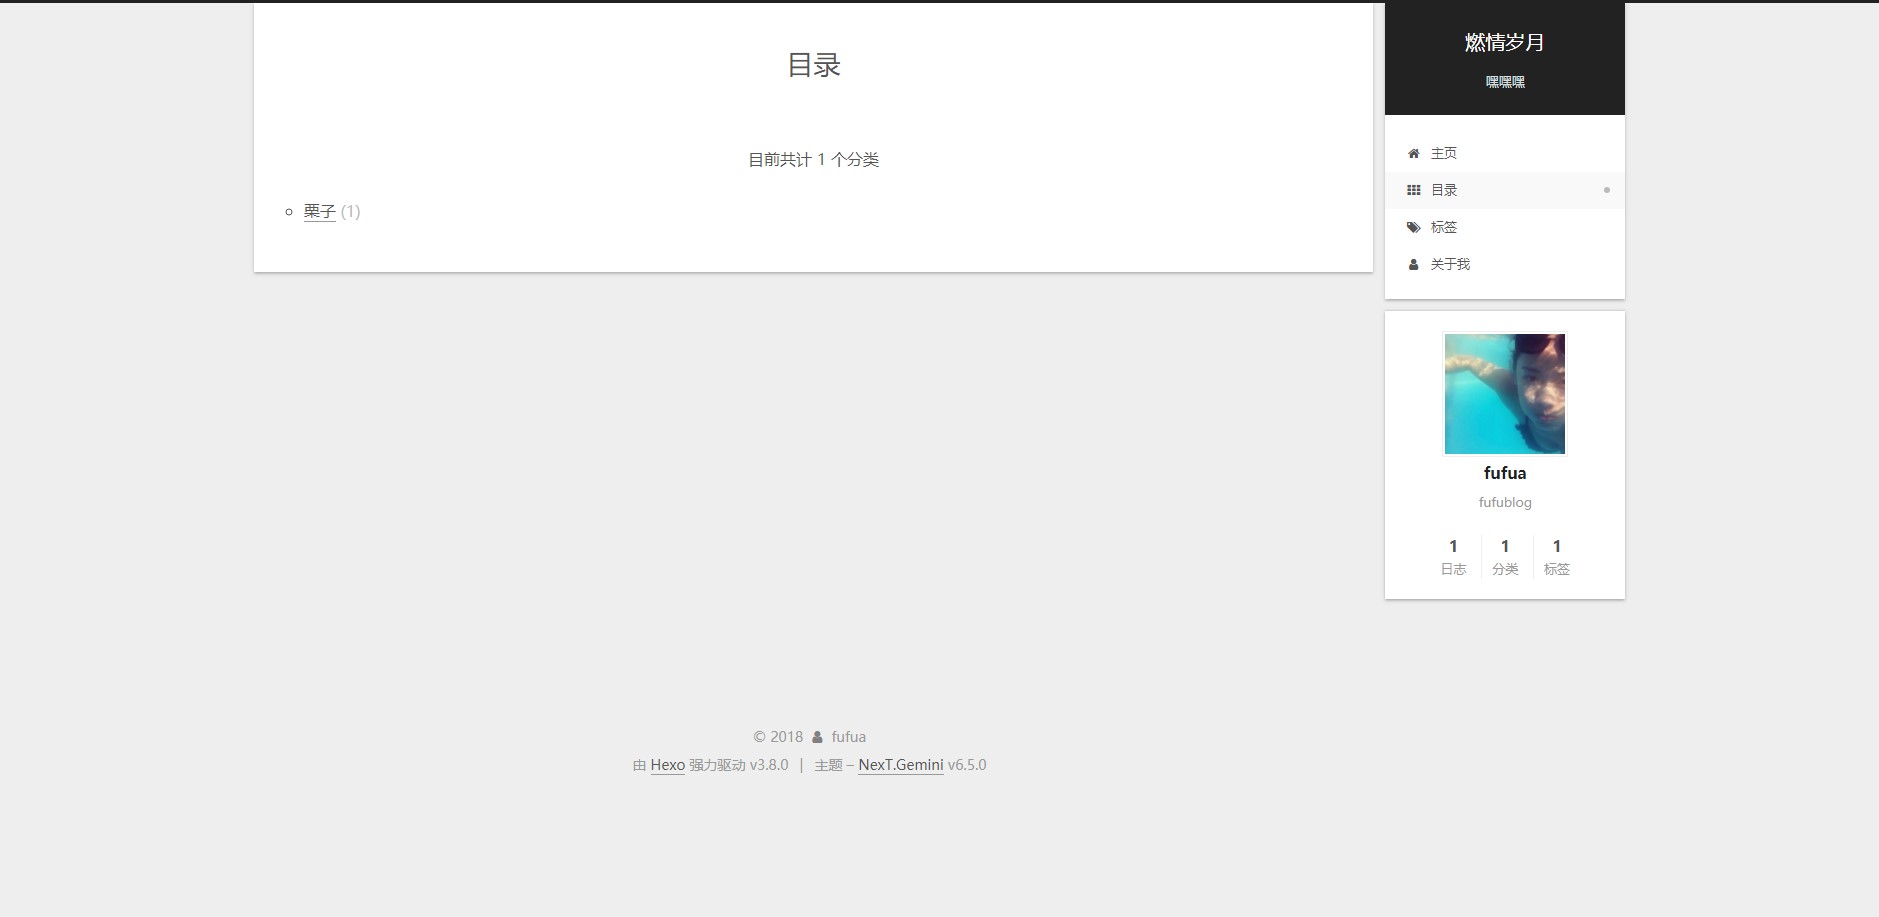 目录
目前共计 1 个分类
栗子 (1)
燃情岁月
嘿嘿嘿
主页
目录
标签
关于我
fufua
fufublog
1 1 1
日志 分类 标签
© 2018 fufua
由 Hexo 强力驱动 v3.8.0 | 主题 – NexT.Gemini v6.5.0